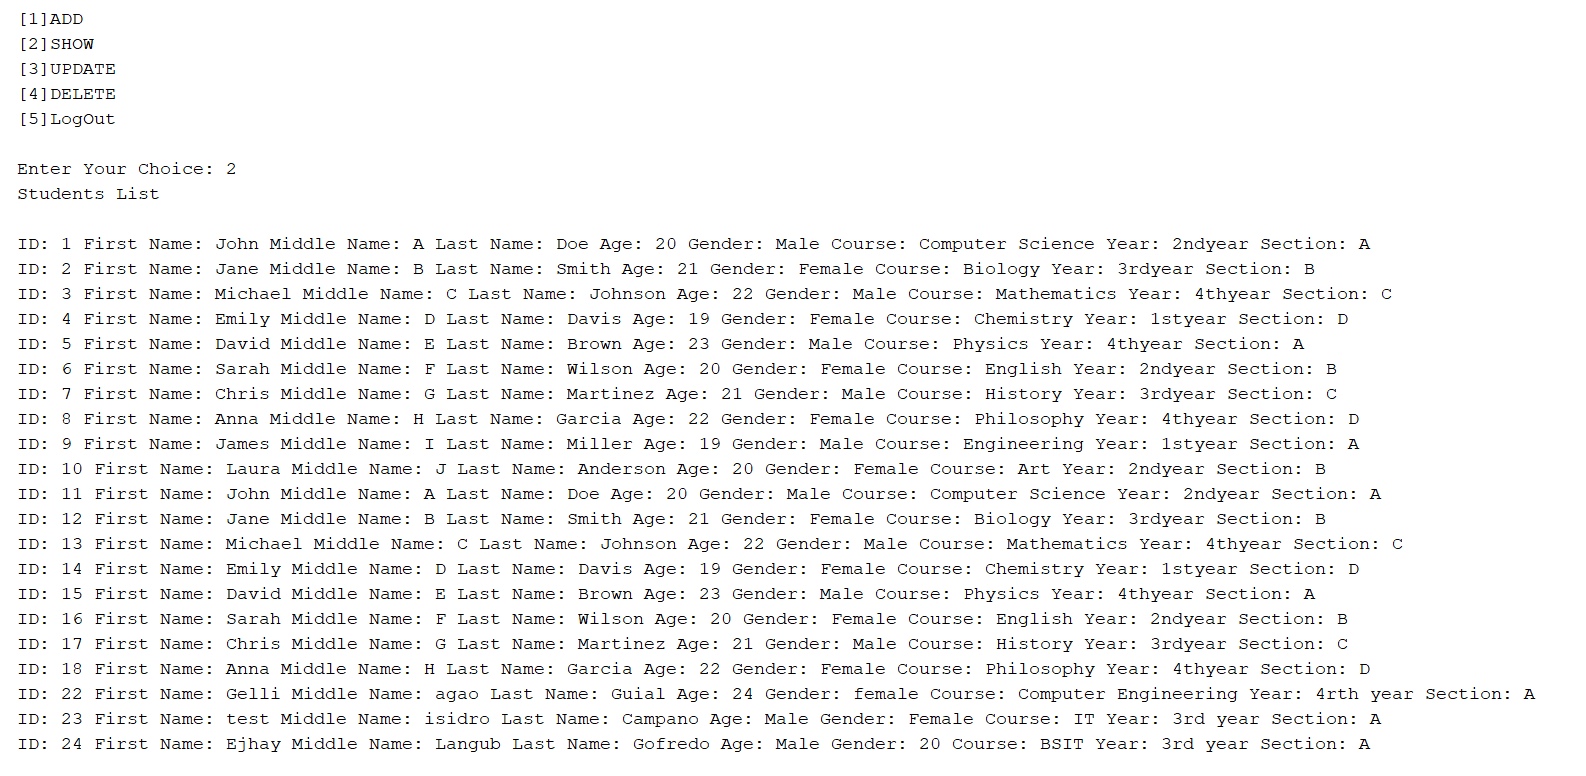 [1]ADD
[2]SHOW
[3]UPDATE
[4]DELETE
[5]LogOut
Enter Your Choice: 2
Students List
ID: 1 First Name: John Middle Name: A Last Name: Doe Age: 20 Gender: Male Course: Computer Science Year: 2ndyear Section: A
ID: 2 First Name: Jane Middle Name: B Last Name: Smith Age: 21 Gender: Female Course: Biology Year: 3rdyear Section: B
ID: 3 First Name: Michael Middle Name: C Last Name: Johnson Age: 22 Gender: Male Course: Mathematics Year: 4thyear Section: C
ID: 4 First Name: Emily Middle Name: D Last Name: Davis Age: 19 Gender: Female Course: Chemistry Year: 1styear Section: D
ID: 5 First Name: David Middle Name: E Last Name: Brown Age: 23 Gender: Male Course: Physics Year: 4thyear Section: A
ID: 6 First Name: Sarah Middle Name: F Last Name: Wilson Age: 20 Gender: Female Course: English Year: 2ndyear Section: B
ID: 7 First Name: Chris Middle Name: G Last Name: Martinez Age: 21 Gender: Male Course: History Year: 3rdyear Section: C
ID: 8 First Name: Anna Middle Name: H Last Name: Garcia Age: 22 Gender: Female Course: Philosophy Year: 4thyear Section: D
ID: 9 First Name: James Middle Name: I Last Name: Miller Age: 19 Gender: Male Course: Engineering Year: 1styear Section: A
ID: 10 First Name: Laura Middle Name: J Last Name: Anderson Age: 20 Gender: Female Course: Art Year: 2ndyear Section: B
ID: 11 First Name: John Middle Name: A Last Name: Doe Age: 20 Gender: Male Course: Computer Science Year: 2ndyear Section: A
ID: 12 First Name: Jane Middle Name: B Last Name: Smith Age: 21 Gender: Female Course: Biology Year: 3rdyear Section: B
ID: 13 First Name: Michael Middle Name: C Last Name: Johnson Age: 22 Gender: Male Course: Mathematics Year: 4thyear Section: C
ID: 14 First Name: Emily Middle Name: D Last Name: Davis Age: 19 Gender: Female Course: Chemistry Year: 1styear Section: D
ID: 15 First Name: David Middle Name: E Last Name: Brown Age: 23 Gender: Male Course: Physics Year: 4thyear Section: A
ID: 16 First Name: Sarah Middle Name: F Last Name: Wilson Age: 20 Gender: Female Course: English Year: 2ndyear Section: B
ID: 17 First Name: Chris Middle Name: G Last Name: Martinez Age: 21 Gender: Male Course: History Year: 3rdyear Section: C
ID: 18 First Name: Anna Middle Name: H Last Name: Garcia Age: 22 Gender: Female Course: Philosophy Year: 4thyear Section: D
ID: 22 First Name: Gelli Middle Name: agao Last Name: Guial Age: 24 Gender: female Course: Computer Engineering Year: 4rth year Section: A
ID: 23 First Name: test Middle Name: isidro Last Name: Campano Age: Male Gender: Female Course: IT Year: 3rd year Section: A
ID: 24 First Name: Ejhay Middle Name: Langub Last Name: Gofredo Age: Male Gender: 20 Course: BSIT Year: 3rd year Section: A